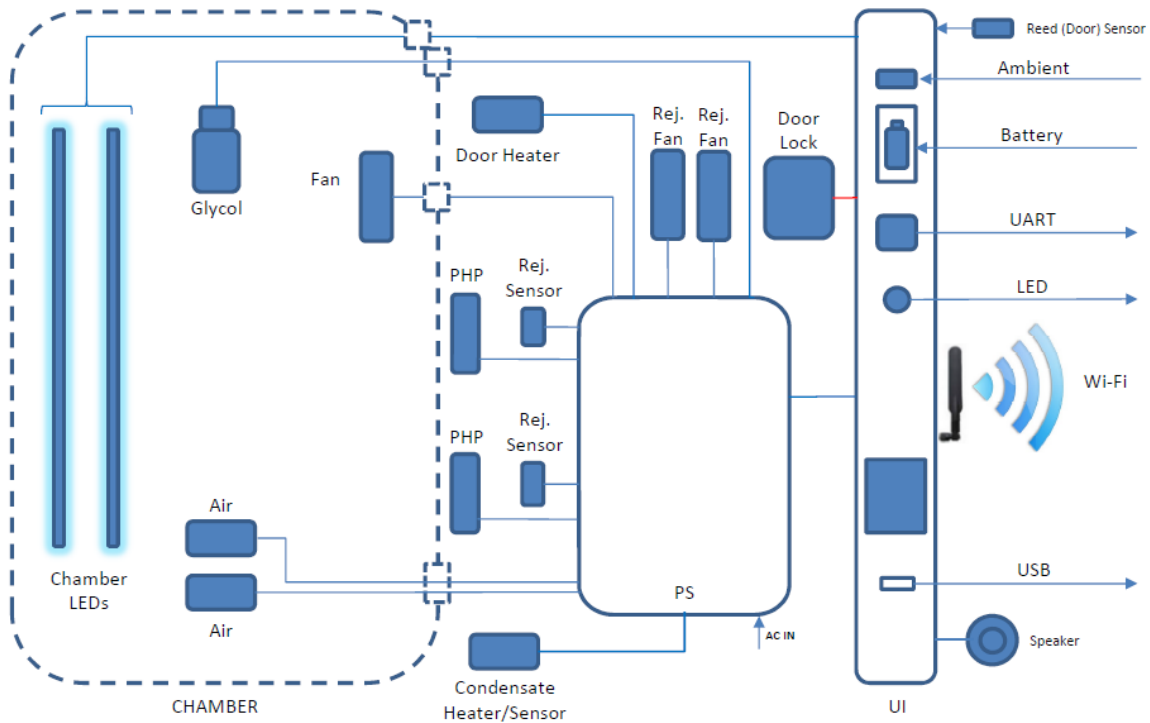 Reed (Door) Sensor
Ambient
Rej.
Fan
Rej.
Fan
Door
Lock
Battery
Door Heater
Fan
Glycol
UART
Rej.
Sensor
PHP
LED
Wi-Fi
Rej.
Sensor
PHP
Air
Chamber
LEDs
USB
PS
Air
AC IN
Speaker
Condensate
Heater/Sensor
CHAMBER
UI